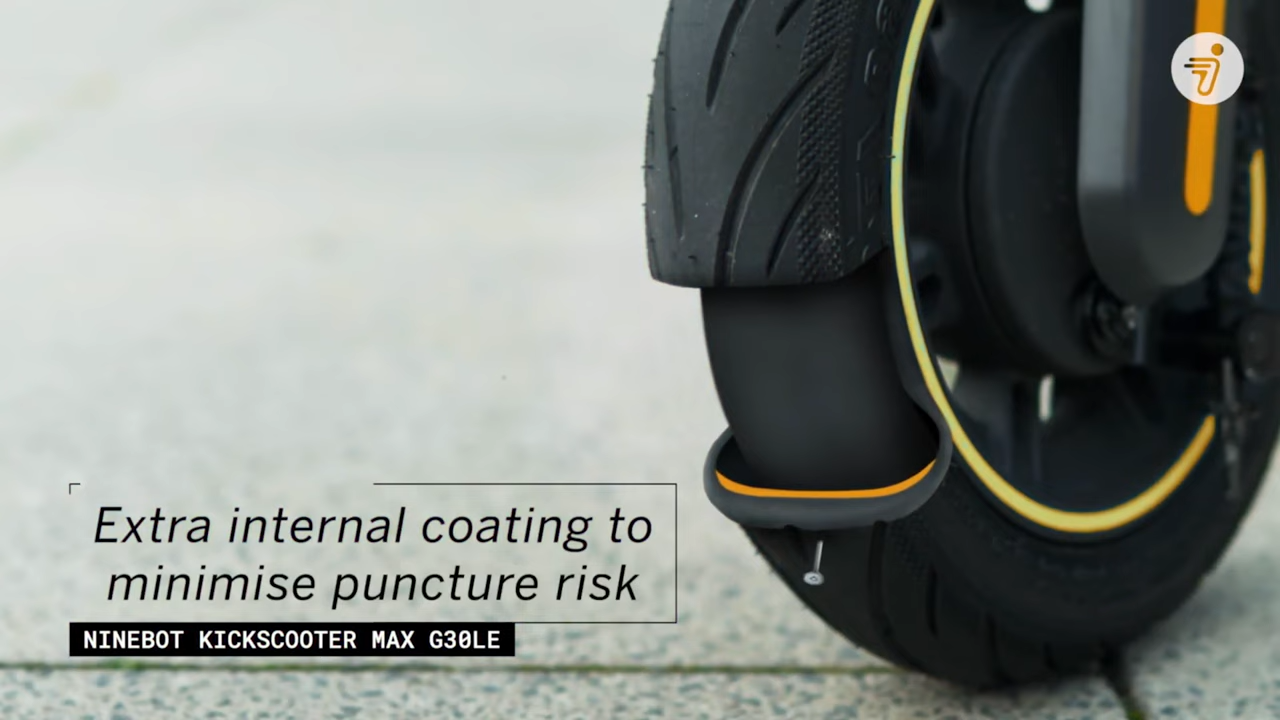 Extra internal coating to
minimise puncture risk
NINEBOT KICKSCOOTER MAX G30LE